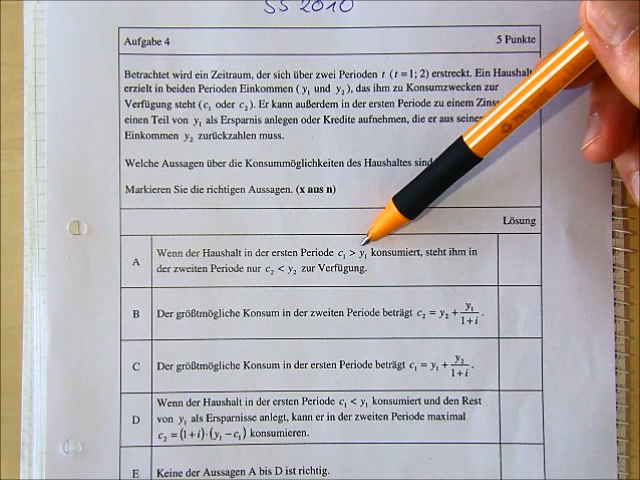 SS 2010
Aufgabe 4 5 Punkte
Betrachtet wird ein Zeitraum, der sich über zwei Perioden t (t = 1; 2) erstreckt. Ein Haushalt
erzielt in beiden Perioden Einkommen (y₁ und y₂), das ihm zu Konsumzwecken zur
Verfügung steht (c₁ oder c₂). Er kann außerdem in der ersten Periode zu einem
einen Teil von y₁ als Ersparnis anlegen oder Kredite aufnehmen, die er aus
Einkommen y₂ zurückzahlen muss.
Welche Aussagen über die Konsummöglichkeiten des Haushaltes sind
Markieren Sie die richtigen Aussagen. (x aus n)
Lösung
A Wenn der Haushalt in der ersten Periode c₁ > y₁ konsumiert, steht ihm in
der zweiten Periode nur c₂ < y₂ zur Verfügung.
B Der größtmögliche Konsum in der zweiten Periode beträgt c₂ = y₂ + y₁/(1+i).
C Der größtmögliche Konsum in der ersten Periode beträgt c₁ = y₁ + y₂/(1+i).
Wenn der Haushalt in der ersten Periode c₁ < y₁ konsumiert und den Rest
D von y₁ als Ersparnisse anlegt, kann er in der zweiten Periode maximal
c₂ = (1+i)·(y₁ − c₁) konsumieren.
E Keine der Aussagen A bis D ist richtig.